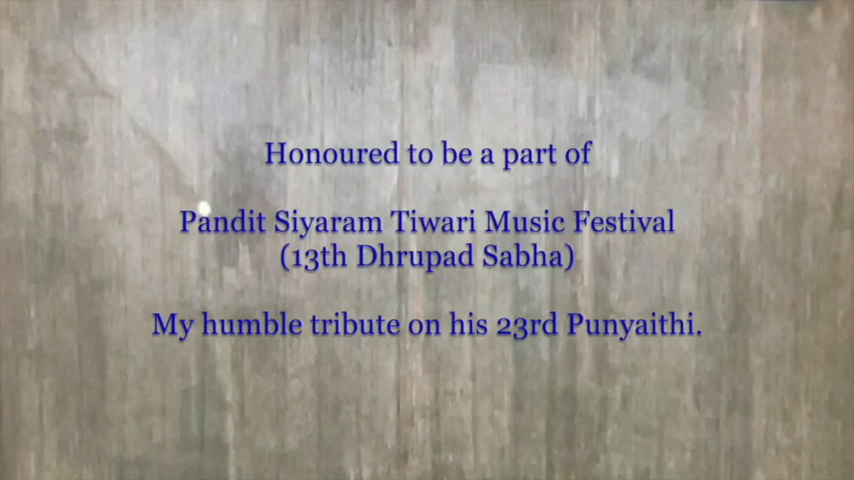 Honoured to be a part of
Pandit Siyaram Tiwari Music Festival
(13th Dhrupad Sabha)
My humble tribute on his 23rd Punyaithi.